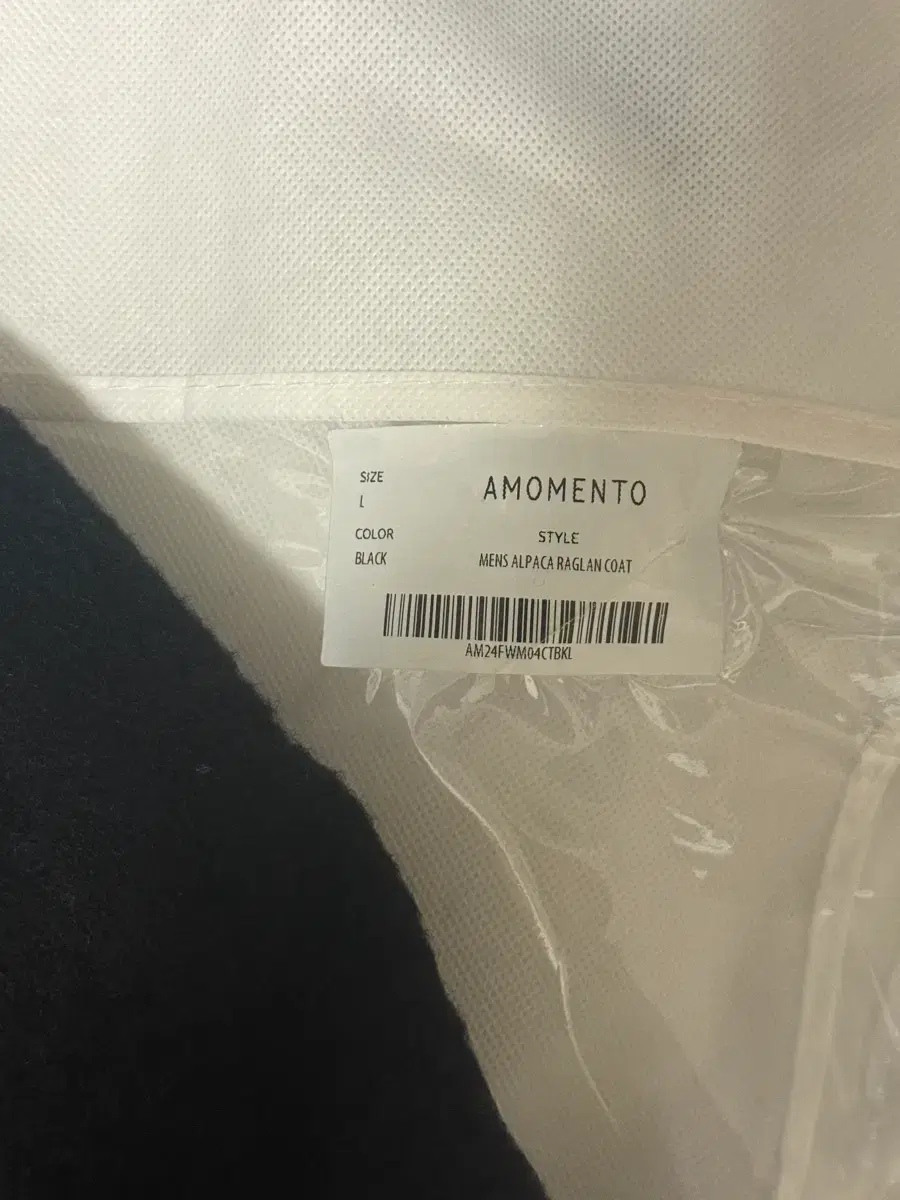 SIZE
L
AMOMENTO
COLOR
BLACK
STYLE
MENS ALPACA RAGLAN COAT
AM24FWM04CTBKL